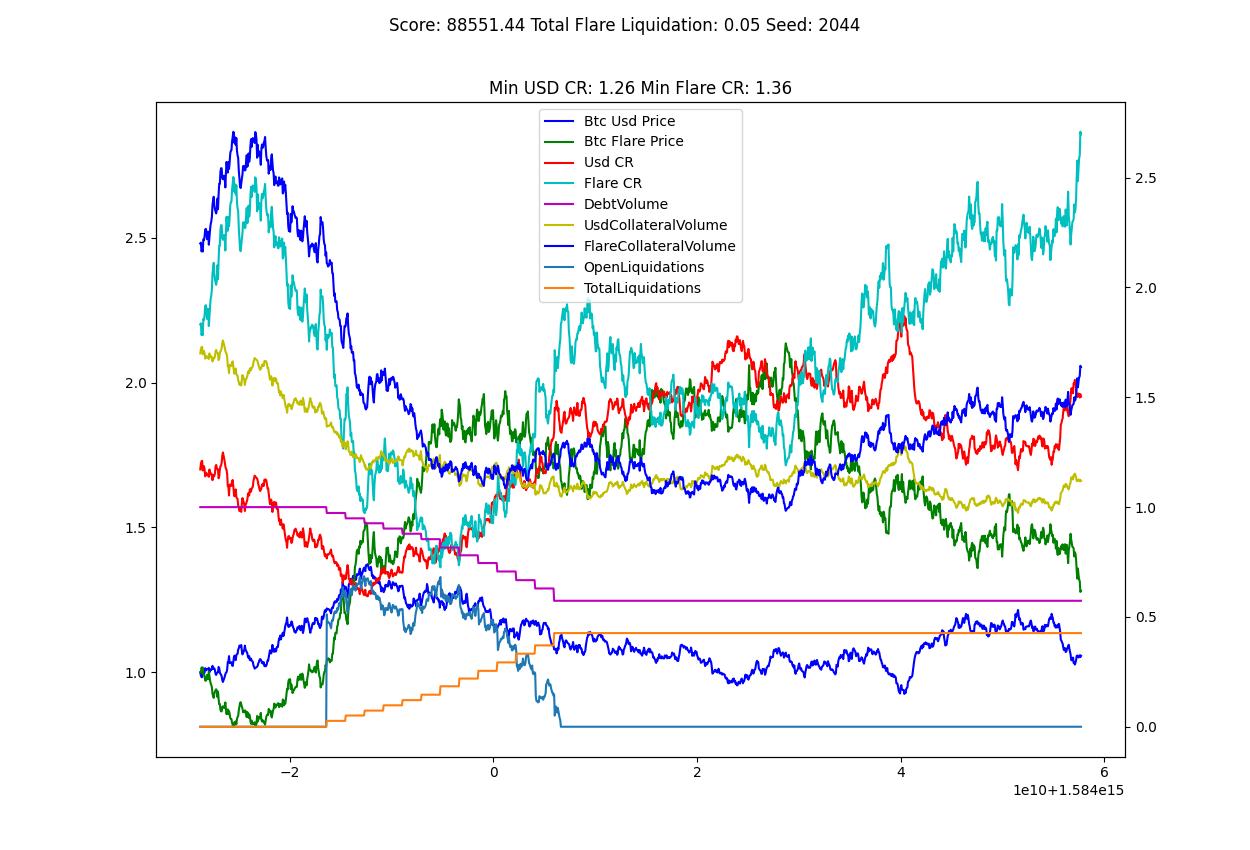 Score: 88551.44 Total Flare Liquidation: 0.05 Seed: 2044
Min USD CR: 1.26 Min Flare CR: 1.36
Btc Usd Price
Btc Flare Price
Usd CR
Flare CR
DebtVolume
UsdCollateralVolume
FlareCollateralVolume
OpenLiquidations
TotalLiquidations
2.5
2.0
1.5
1.0
2.5
2.0
1.5
1.0
0.5
0.0
−2 0 2 4 6
1e10+1.584e15